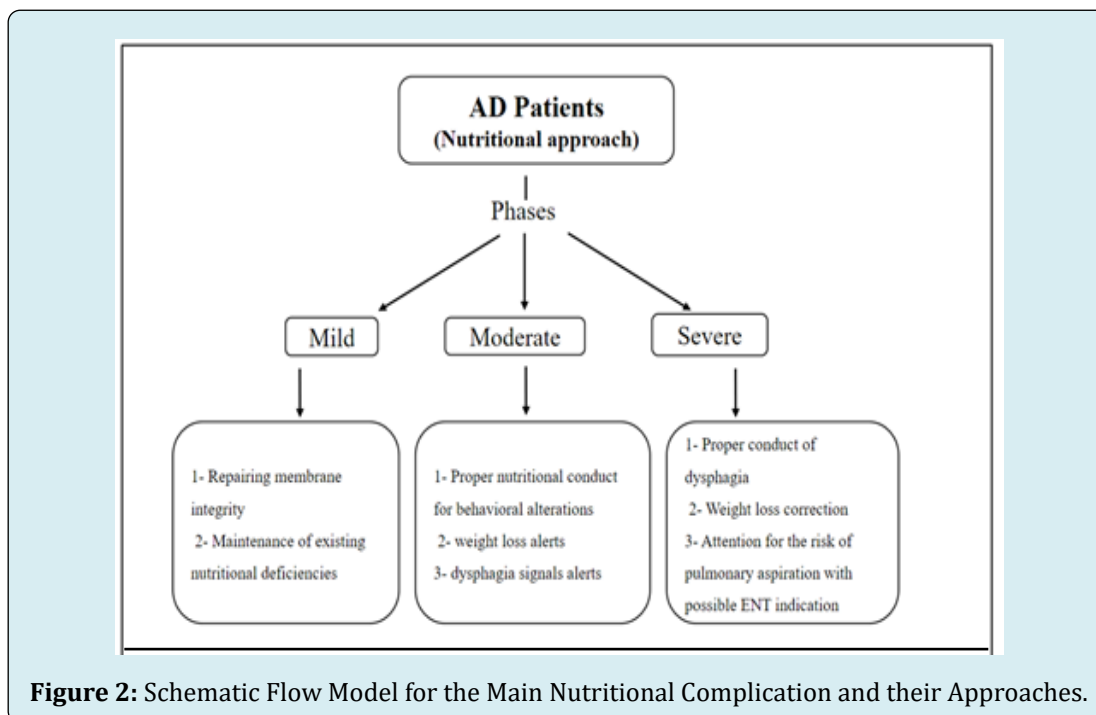 AD Patients
(Nutritional approach)
Phases
Mild
Moderate
Severe
1- Repairing membrane
integrity
2- Maintenance of existing
nutritional deficiencies
1- Proper nutritional conduct
for behavioral alterations
2- weight loss alerts
3- dysphagia signals alerts
1- Proper conduct of
dysphagia
2- Weight loss correction
3- Attention for the risk of
pulmonary aspiration with
possible ENT indication
Figure 2: Schematic Flow Model for the Main Nutritional Complication and their Approaches.